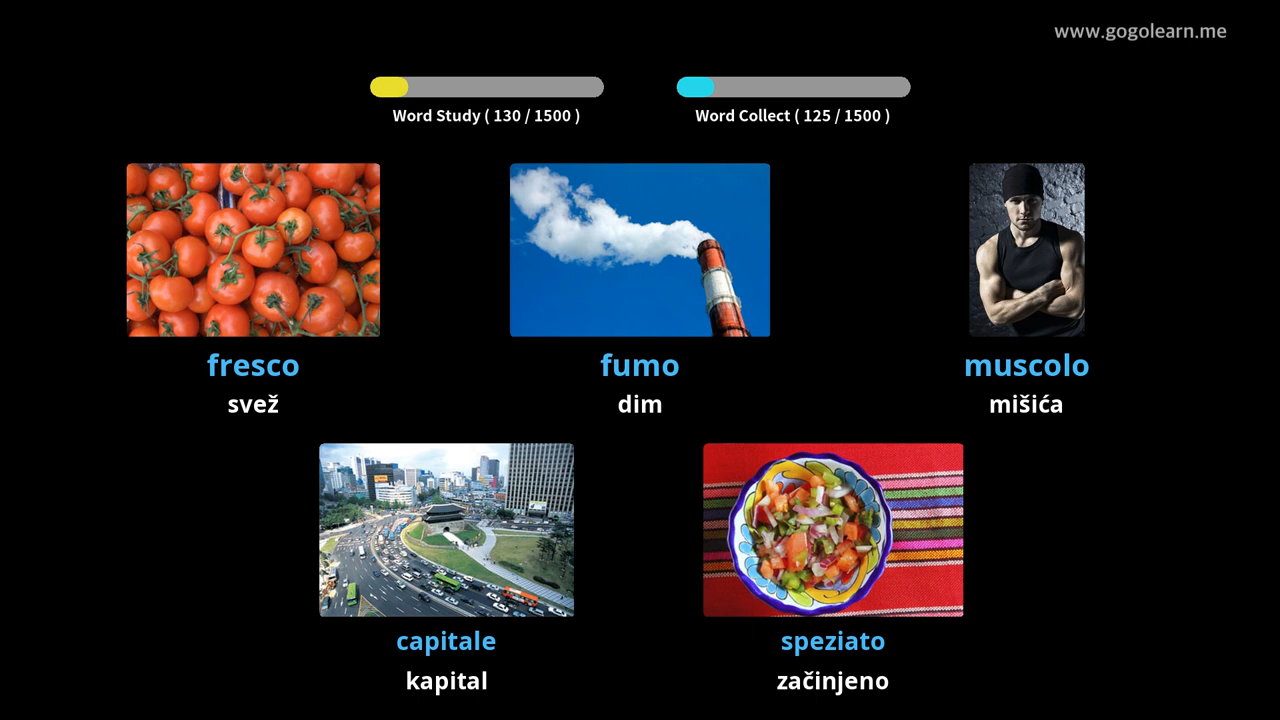 www.gogolearn.me
Word Study ( 130 / 1500 )
Word Collect ( 125 / 1500 )
fresco
svež
fumo
dim
muscolo
mišića
capitale
kapital
speziato
začinjeno